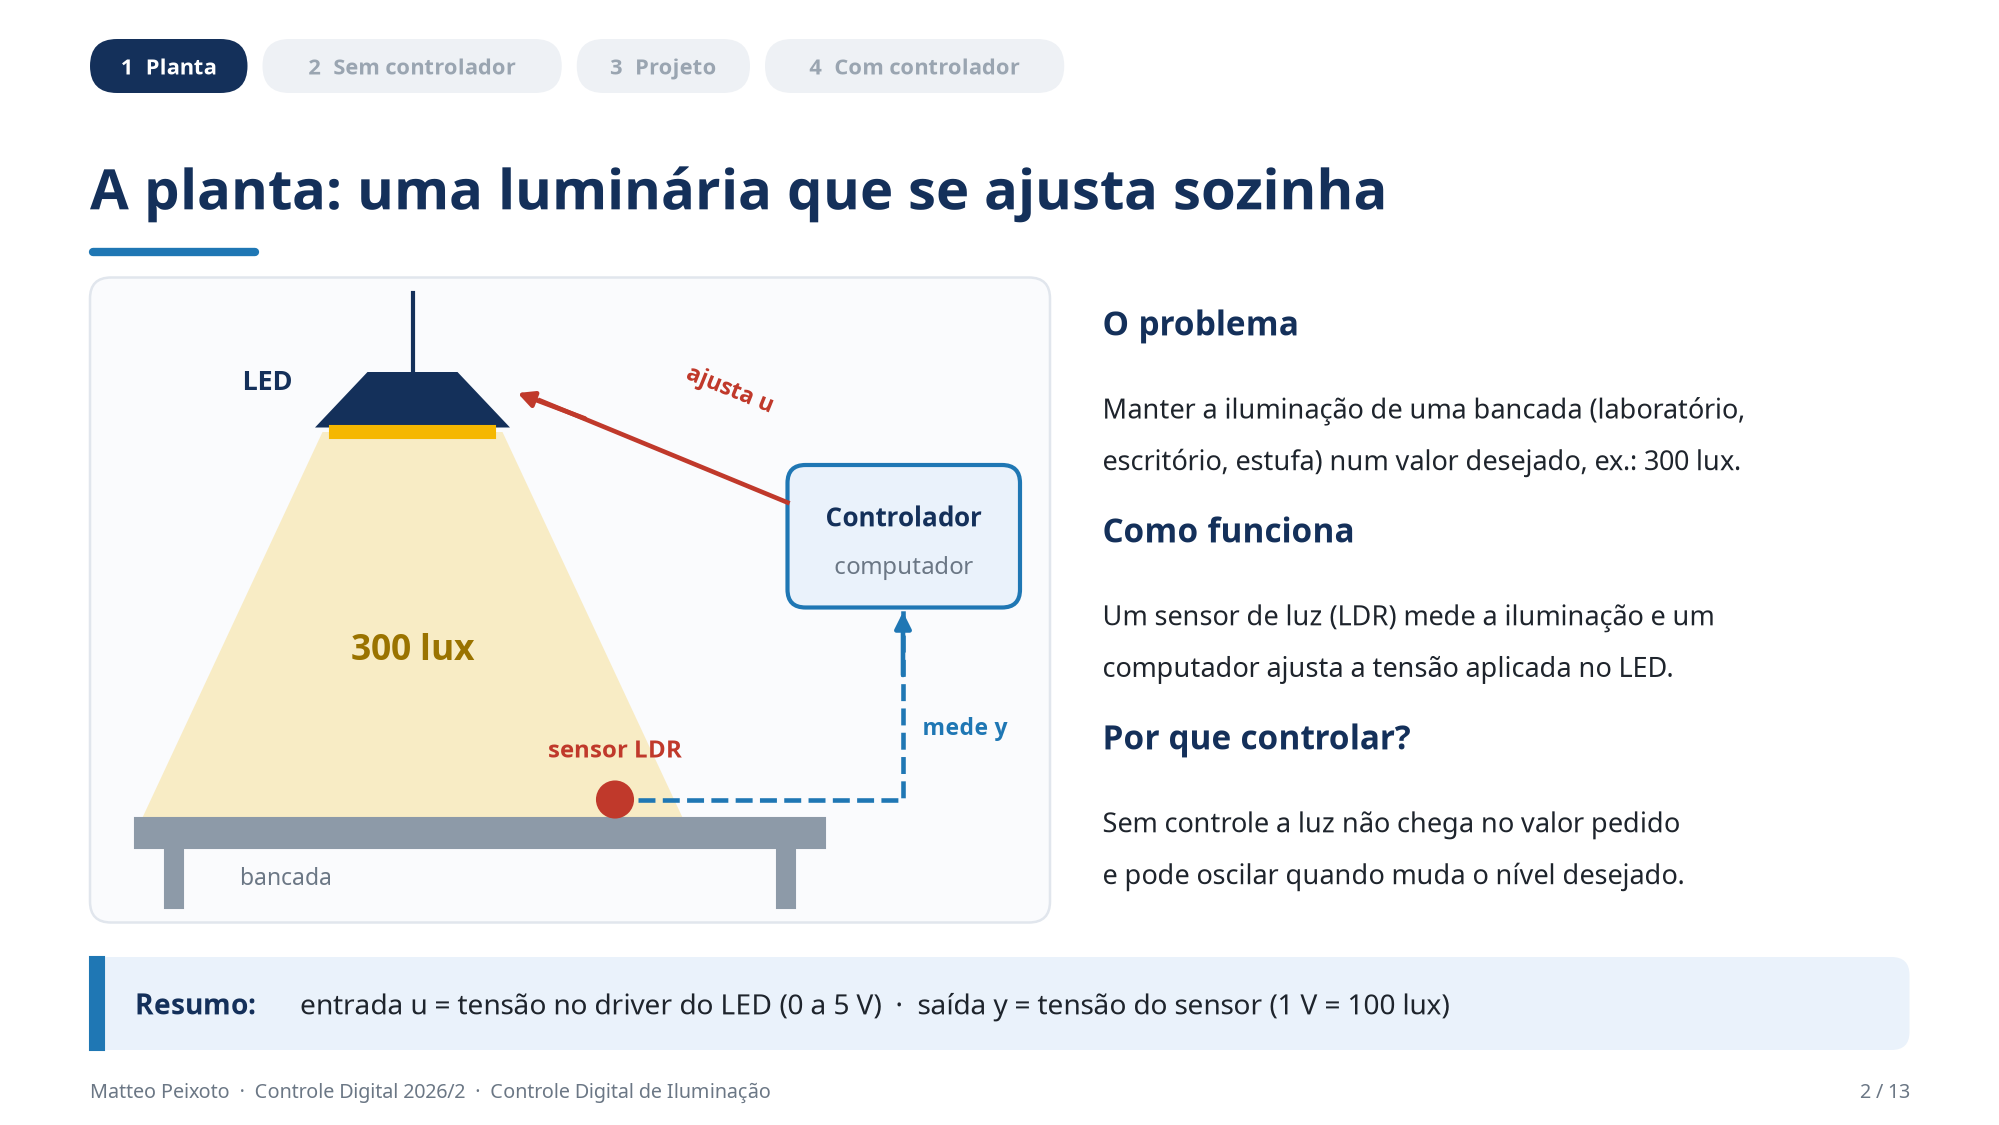 1 Planta
2 Sem controlador
3 Projeto
4 Com controlador
A planta: uma luminária que se ajusta sozinha
LED
ajusta u
Controlador
computador
300 lux
mede y
sensor LDR
bancada
O problema
Manter a iluminação de uma bancada (laboratório,
escritório, estufa) num valor desejado, ex.: 300 lux.
Como funciona
Um sensor de luz (LDR) mede a iluminação e um
computador ajusta a tensão aplicada no LED.
Por que controlar?
Sem controle a luz não chega no valor pedido
e pode oscilar quando muda o nível desejado.
Resumo: entrada u = tensão no driver do LED (0 a 5 V) · saída y = tensão do sensor (1 V = 100 lux)
Matteo Peixoto · Controle Digital 2026/2 · Controle Digital de Iluminação
2 / 13